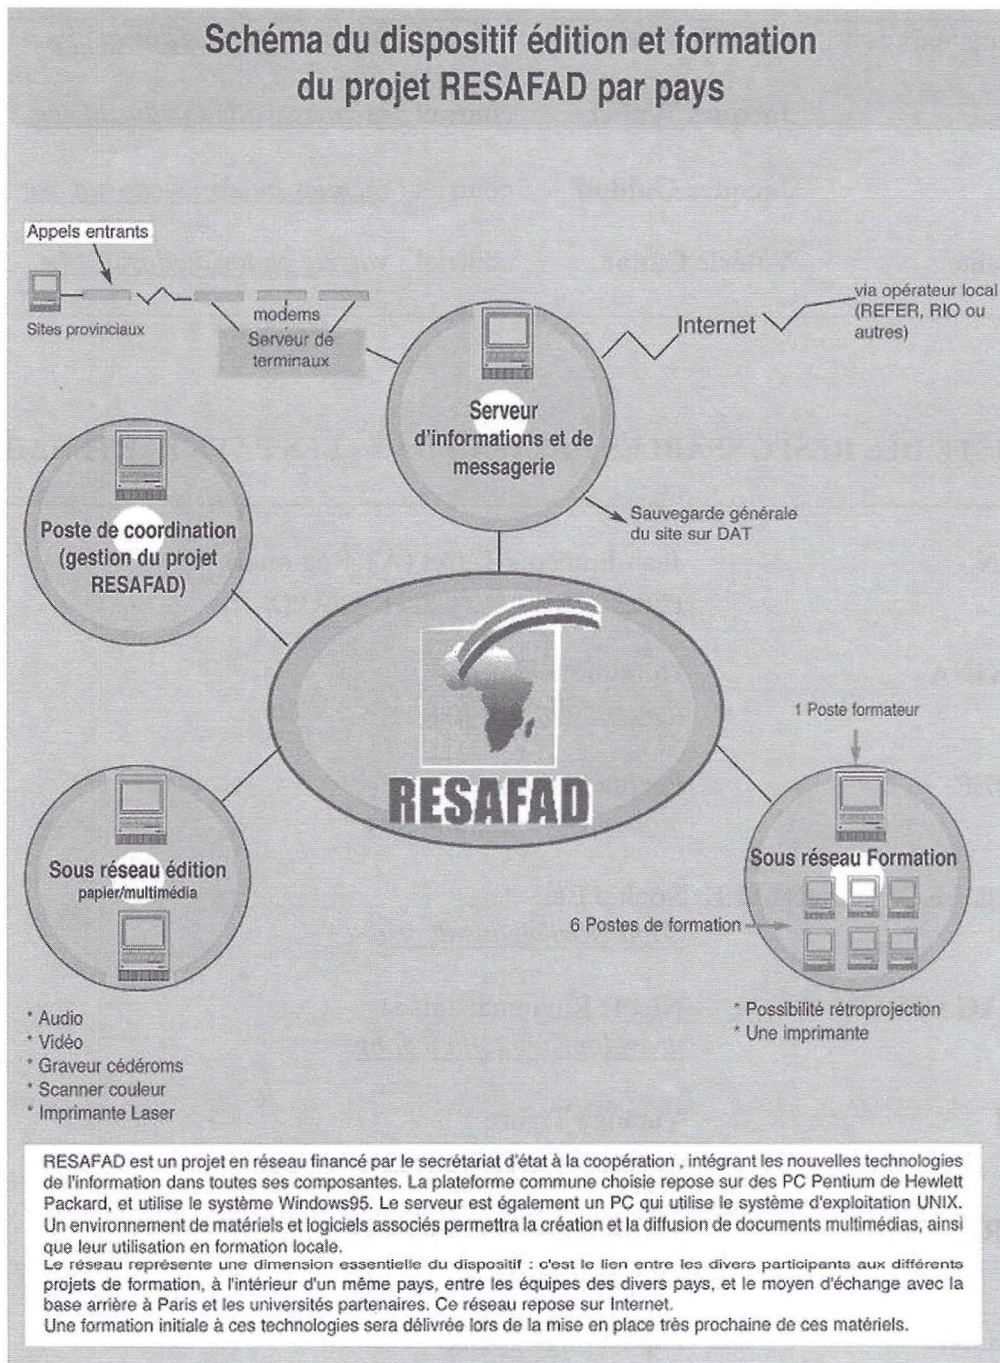 Schéma du dispositif édition et formation
du projet RESAFAD par pays
Appels entrants
Sites provinciaux
modems
Serveur de
terminaux
Internet
via opérateur local
(REFER, RIO ou
autres)
Serveur
d'informations et de
messagerie
Sauvegarde générale
du site sur DAT
Poste de coordination
(gestion du projet
RESAFAD)
RESAFAD
1 Poste formateur
Sous réseau Formation
6 Postes de formation
* Possibilité rétroprojection
* Une imprimante
Sous réseau édition
papier/multimédia
* Audio
* Vidéo
* Graveur cédéroms
* Scanner couleur
* Imprimante Laser
RESAFAD est un projet en réseau financé par le secrétariat d'état à la coopération , intégrant les nouvelles technologies
de l'information dans toutes ses composantes. La plateforme commune choisie repose sur des PC Pentium de Hewlett
Packard, et utilise le système Windows95. Le serveur est également un PC qui utilise le système d'exploitation UNIX.
Un environnement de matériels et logiciels associés permettra la création et la diffusion de documents multimédias, ainsi
que leur utilisation en formation locale.
Le réseau représente une dimension essentielle du dispositif : c'est le lien entre les divers participants aux différents
projets de formation, à l'intérieur d'un même pays, entre les équipes des divers pays, et le moyen d'échange avec la
base arrière à Paris et les universités partenaires. Ce réseau repose sur Internet.
Une formation initiale à ces technologies sera délivrée lors de la mise en place très prochaine de ces matériels.